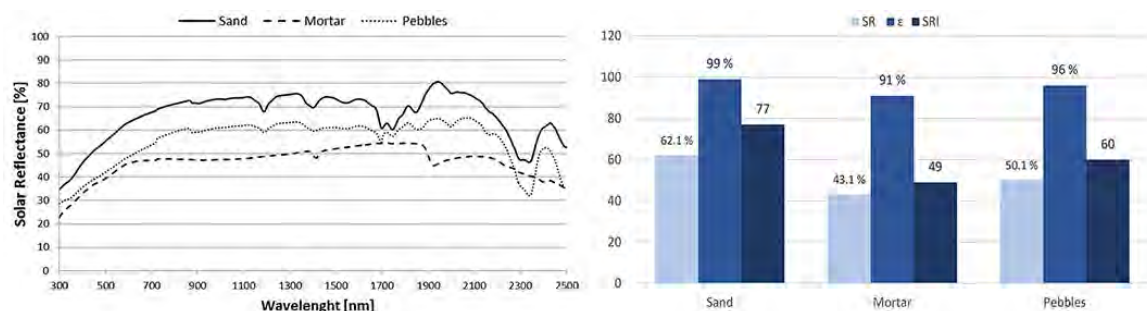 Sand Mortar Pebbles
Solar Reflectance [%]
100
90
80
70
60
50
40
30
20
10
0
300 500 700 900 1100 1300 1500 1700 1900 2100 2300 2500
Wavelenght [nm]
SR ε SRI
120
100
80
60
40
20
0
62.1 % 99 % 77
43.1 % 91 % 49
50.1 % 96 % 60
Sand Mortar Pebbles